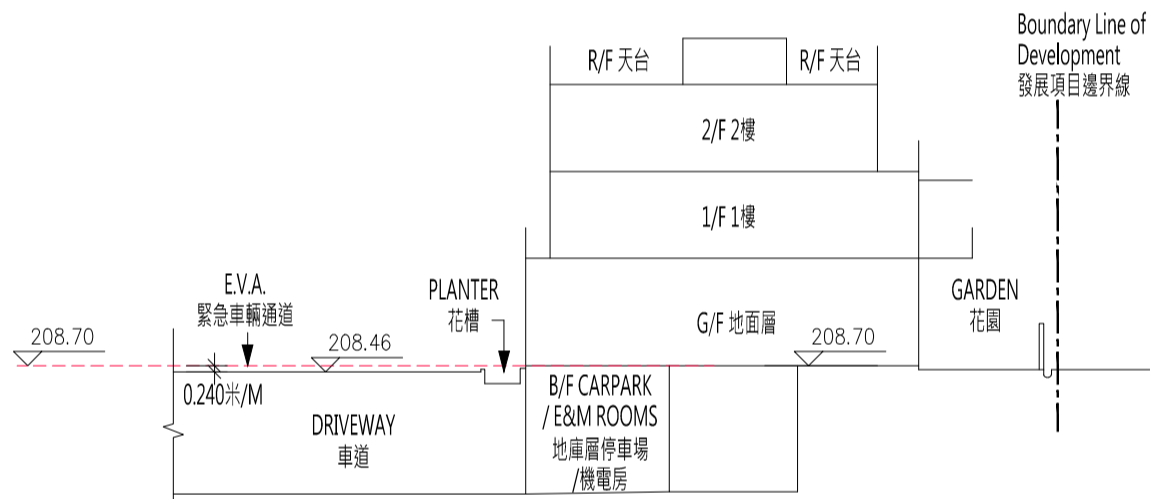 Boundary Line of
Development
發展項目邊界線
R/F 天台
R/F 天台
2/F 2樓
1/F 1樓
E.V.A.
緊急車輛通道
PLANTER
花槽
GARDEN
花園
G/F 地面層
208.70
208.46
208.70
0.240米/M
B/F CARPARK
/ E&M ROOMS
地庫層停車場
/機電房
DRIVEWAY
車道